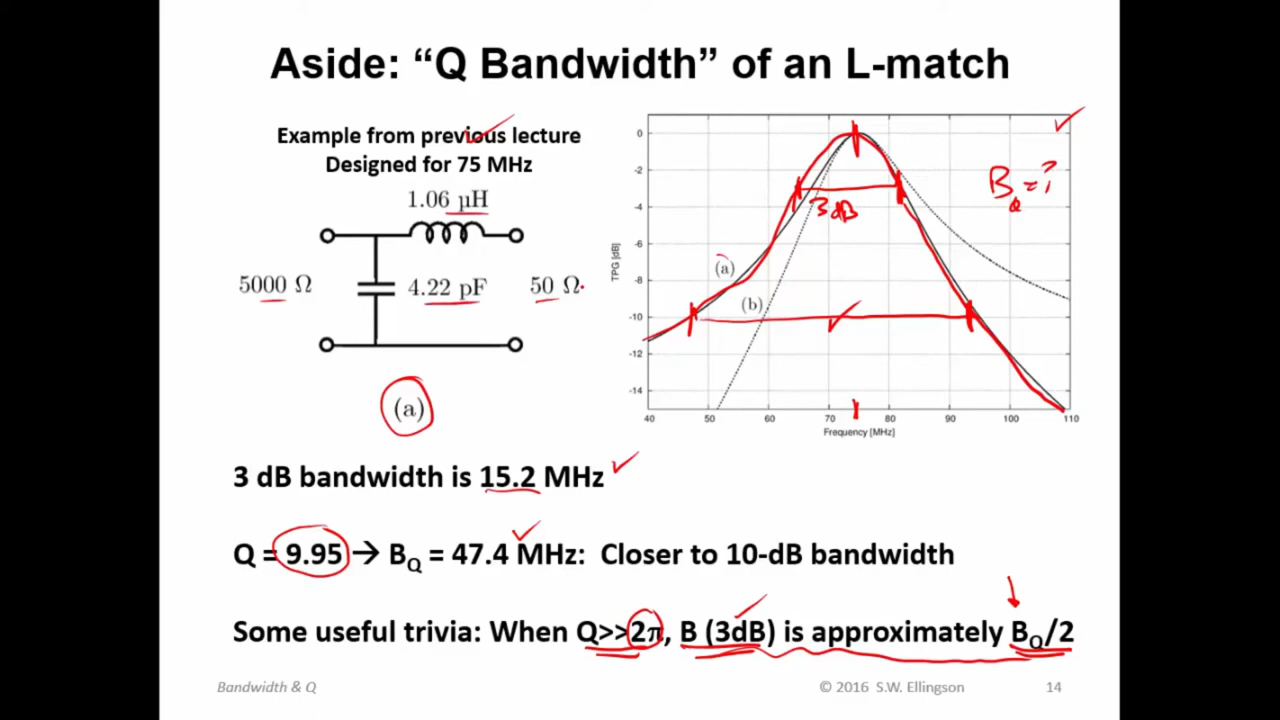 Aside: “Q Bandwidth” of an L-match
Example from previous lecture
Designed for 75 MHz
1.06 µH
5000 Ω
4.22 pF
50 Ω
(a)
0
-2
-4
-6
-8
-10
-12
-14
TPG [dB]
B_Q = ?
3dB
(a)
(b)
40 50 60 70 80 90 100 110
Frequency [MHz]
3 dB bandwidth is 15.2 MHz
Q = 9.95 → B_Q = 47.4 MHz: Closer to 10-dB bandwidth
Some useful trivia: When Q>>2π, B (3dB) is approximately B_Q/2
Bandwidth & Q
© 2016 S.W. Ellingson
14